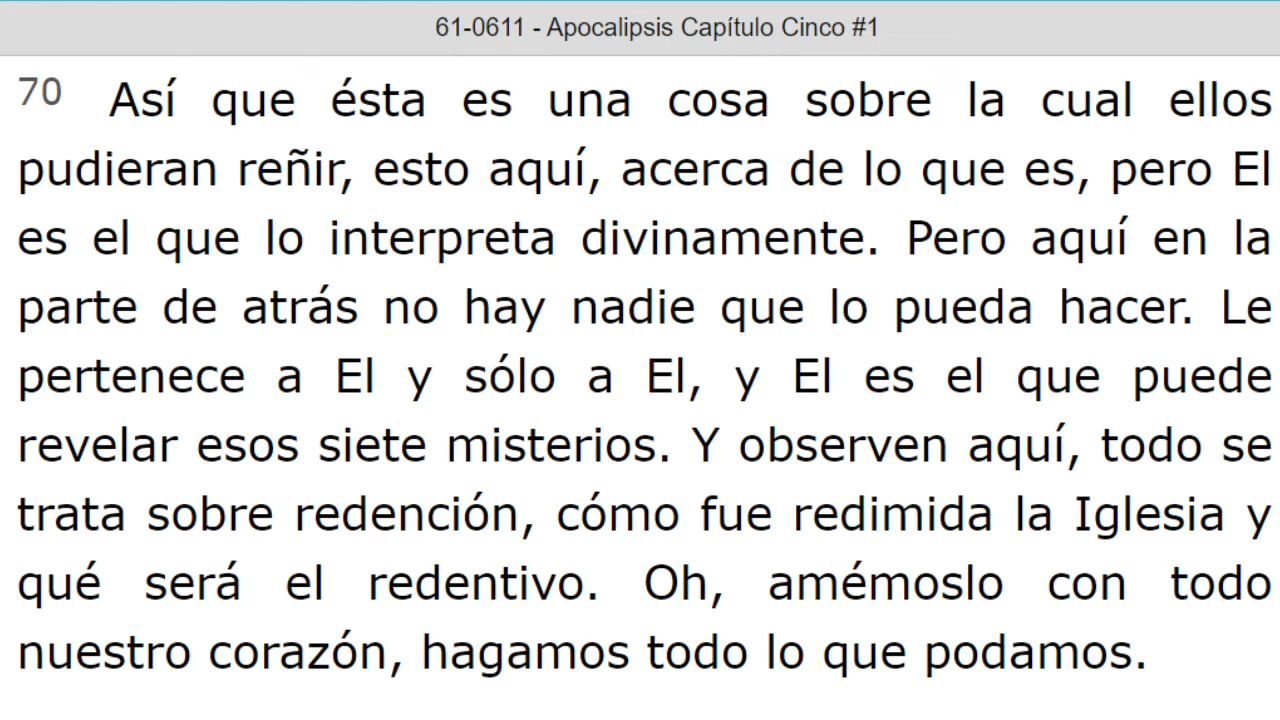 61-0611 - Apocalipsis Capítulo Cinco #1
70 Así que ésta es una cosa sobre la cual ellos
pudieran reñir, esto aquí, acerca de lo que es, pero El
es el que lo interpreta divinamente. Pero aquí en la
parte de atrás no hay nadie que lo pueda hacer. Le
pertenece a El y sólo a El, y El es el que puede
revelar esos siete misterios. Y observen aquí, todo se
trata sobre redención, cómo fue redimida la Iglesia y
qué será el redentivo. Oh, amémoslo con todo
nuestro corazón, hagamos todo lo que podamos.